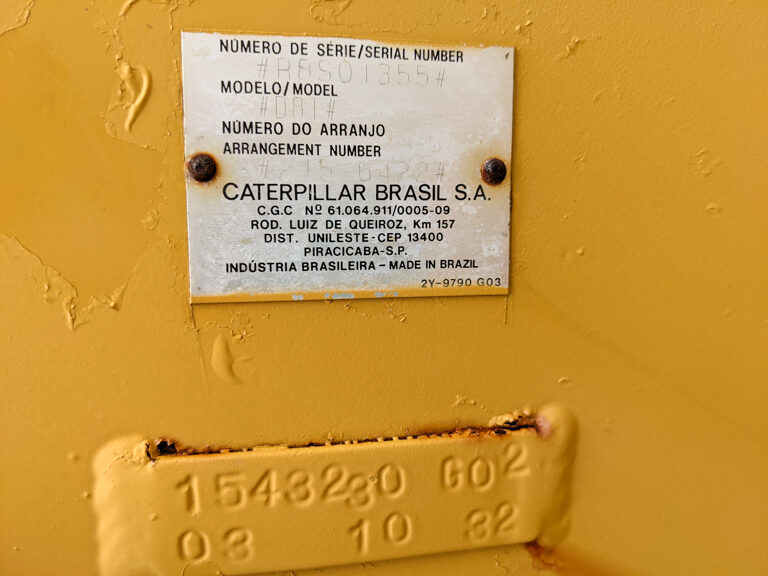 NÚMERO DE SÉRIE/SERIAL NUMBER
#R8S01355#
MODELO/MODEL
#D8I#
NÚMERO DO ARRANJO
ARRANGEMENT NUMBER
CATERPILLAR BRASIL S.A.
C.G.C Nº 61.064.911/0005-09
ROD. LUIZ DE QUEIROZ, Km 157
DIST. UNILESTE-CEP 13400
PIRACICABA-S.P.
INDÚSTRIA BRASILEIRA - MADE IN BRAZIL
2Y-9790 G03
1543230 G02
03 10 32